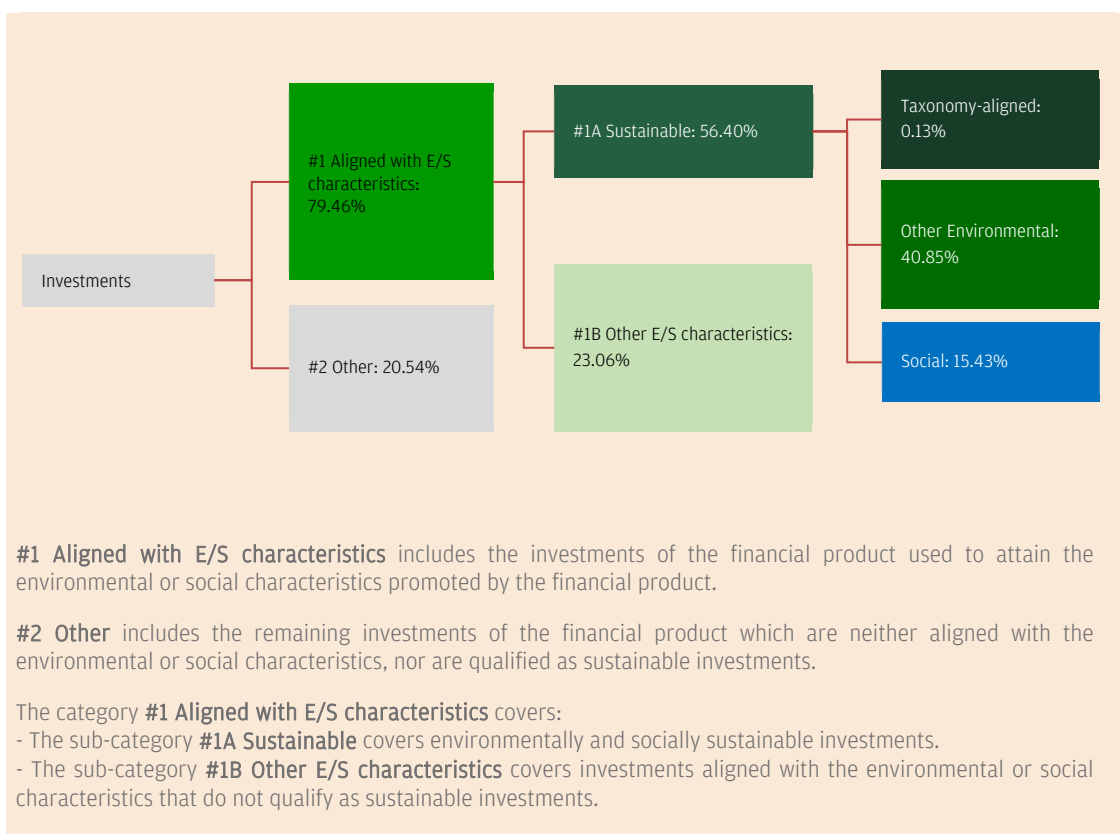 Investments
#1 Aligned with E/S
characteristics:
79.46%
#2 Other: 20.54%
#1A Sustainable: 56.40%
#1B Other E/S characteristics:
23.06%
Taxonomy-aligned:
0.13%
Other Environmental:
40.85%
Social: 15.43%
#1 Aligned with E/S characteristics includes the investments of the financial product used to attain the
environmental or social characteristics promoted by the financial product.
#2 Other includes the remaining investments of the financial product which are neither aligned with the
environmental or social characteristics, nor are qualified as sustainable investments.
The category #1 Aligned with E/S characteristics covers:
- The sub-category #1A Sustainable covers environmentally and socially sustainable investments.
- The sub-category #1B Other E/S characteristics covers investments aligned with the environmental or social
characteristics that do not qualify as sustainable investments.